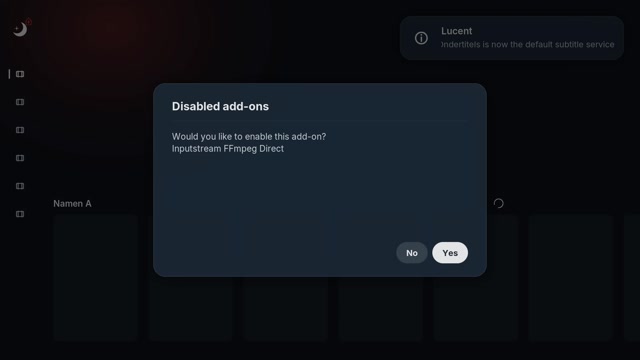 Lucent
Indertitels is now the default subtitle service
Disabled add-ons
Would you like to enable this add-on?
Inputstream FFmpeg Direct
Namen A
No
Yes